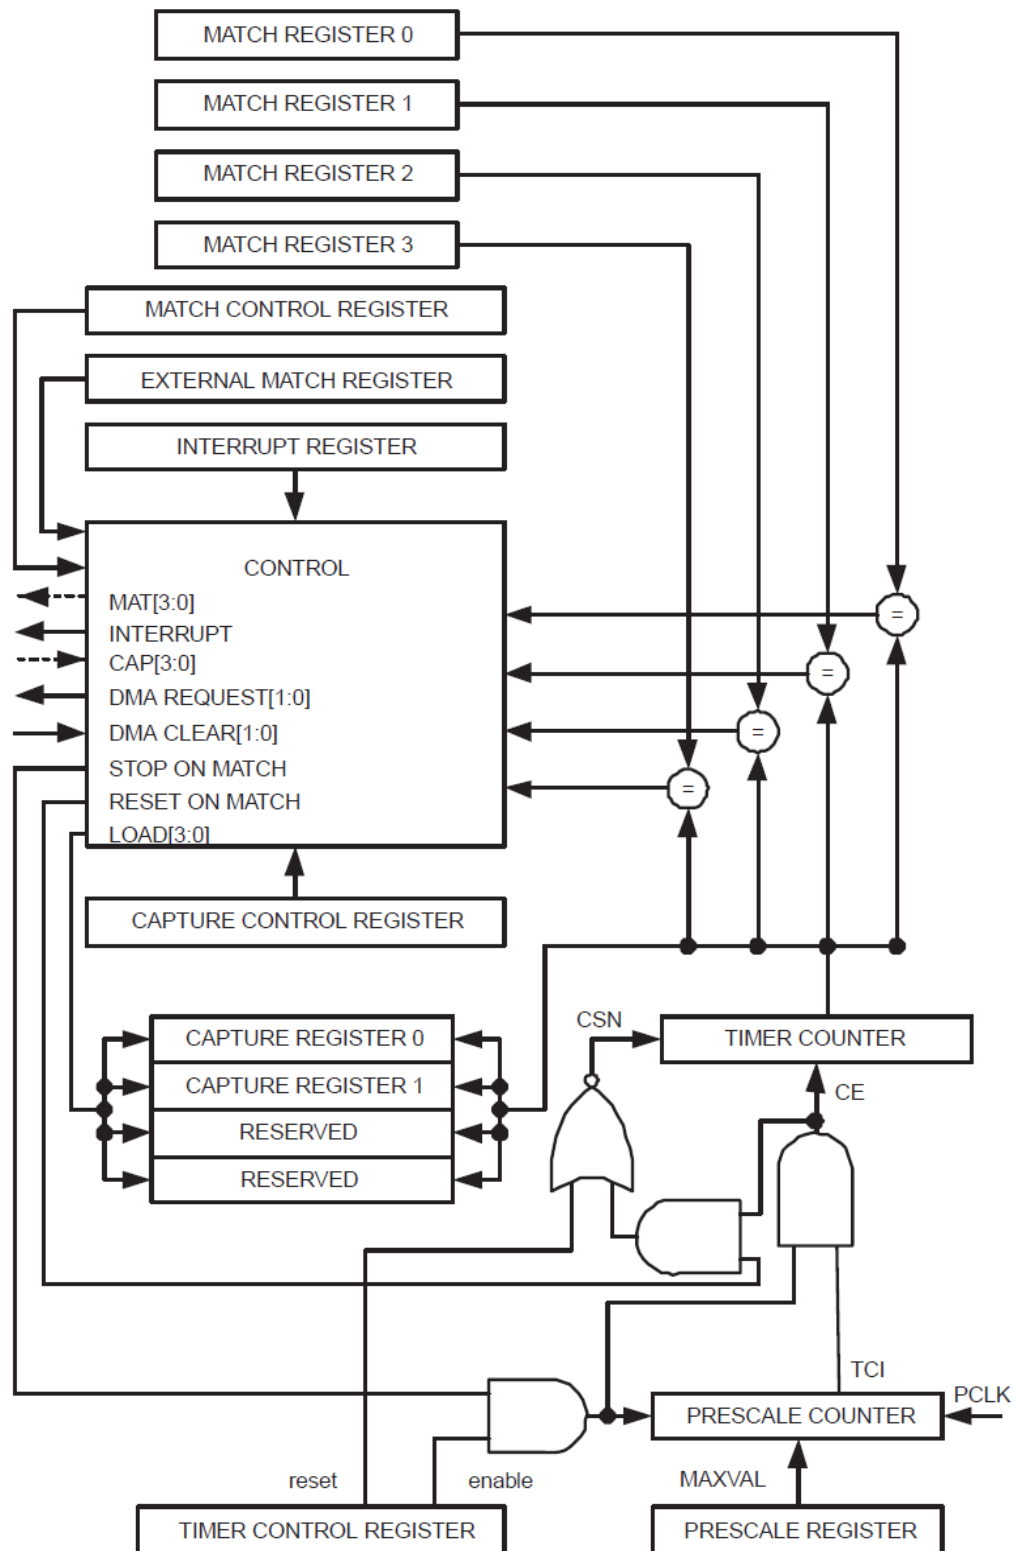 MATCH REGISTER 0
MATCH REGISTER 1
MATCH REGISTER 2
MATCH REGISTER 3
MATCH CONTROL REGISTER
EXTERNAL MATCH REGISTER
INTERRUPT REGISTER
CONTROL
MAT[3:0]
INTERRUPT
CAP[3:0]
DMA REQUEST[1:0]
DMA CLEAR[1:0]
STOP ON MATCH
RESET ON MATCH
LOAD[3:0]
=
=
=
=
CAPTURE CONTROL REGISTER
CSN
TIMER COUNTER
CAPTURE REGISTER 0
CAPTURE REGISTER 1
RESERVED
RESERVED
CE
TCI
PCLK
PRESCALE COUNTER
reset
enable
MAXVAL
TIMER CONTROL REGISTER
PRESCALE REGISTER